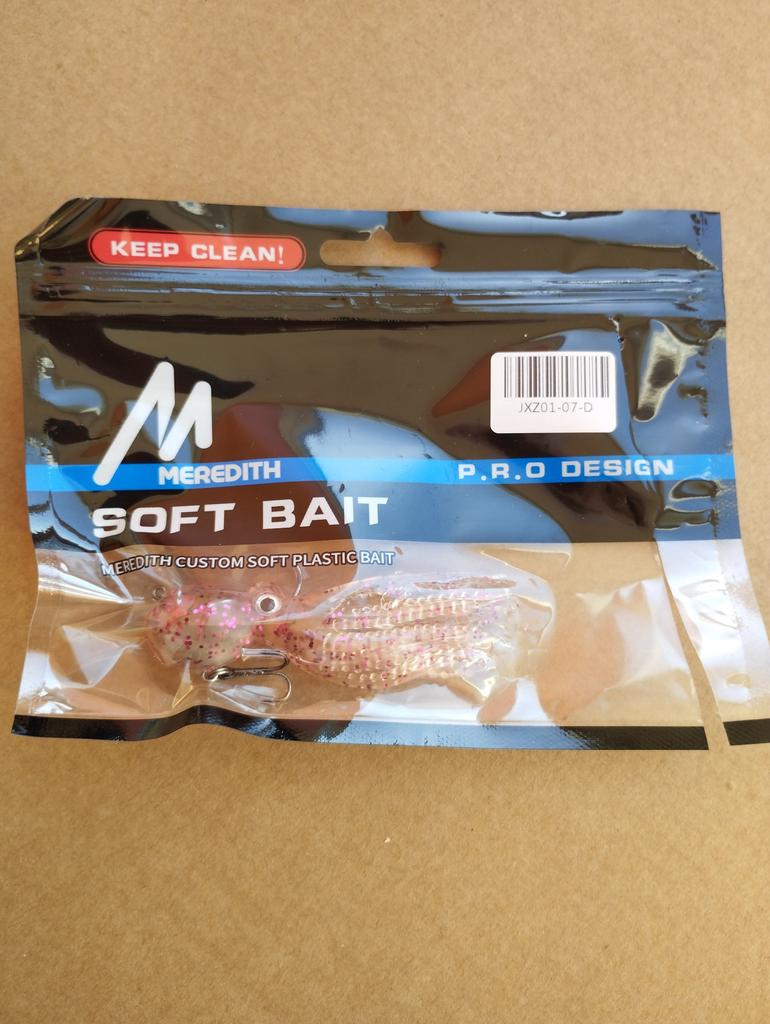 KEEP CLEAN!
JXZ01-07-D
M
MEREDITH
P.R.O DESIGN
SOFT BAIT
MEREDITH CUSTOM SOFT PLASTIC BAIT